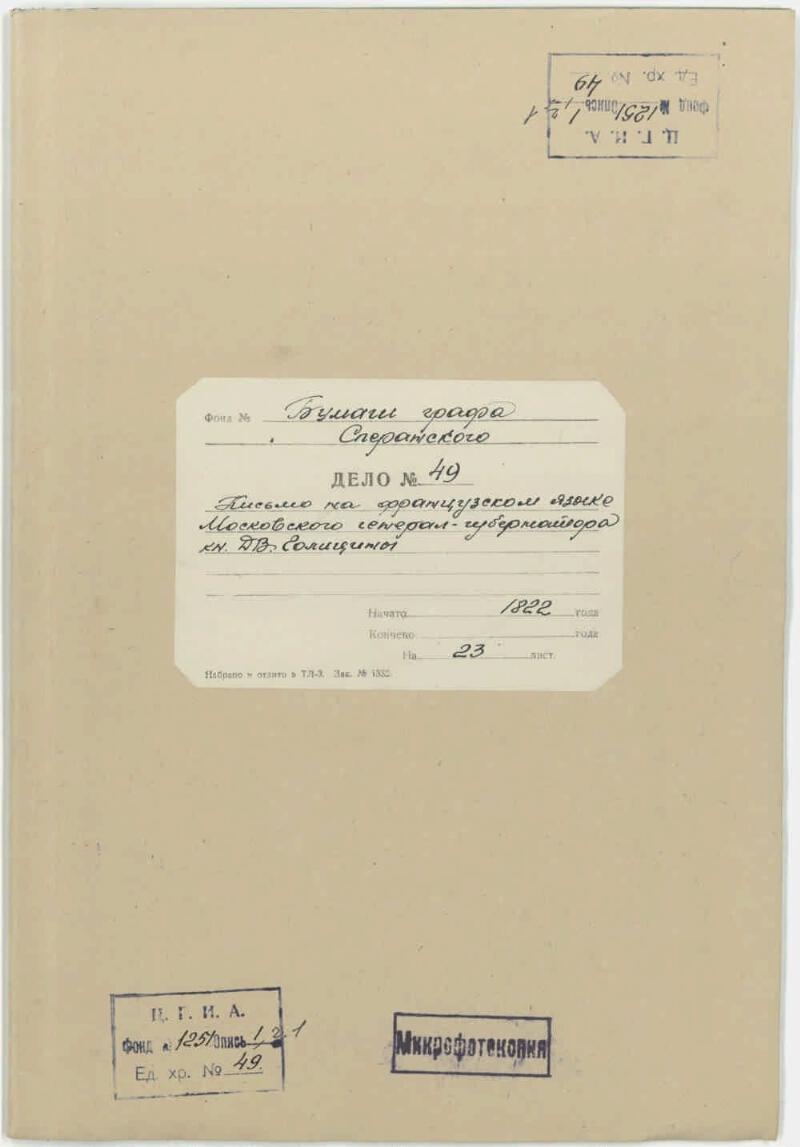 Ц. Г. И. А.
Фонд № 1251 Опись 1, 2 1
Ед. хр. № 49
Фонд № Бумаги графа
Сперанского
ДЕЛО № 49
Письмо на французском языке
Московского генерал-губернатора
кн. Д.В. Голицины
Начато 1822 года
Кончено года
На 23 лист.
Набрано и отлито в ТЛ-3. Зак. № 1332
Ц. Г. И. А.
Фонд № 1251 Опись 1, 2 1
Ед. хр. № 49.
Микрофотокопия